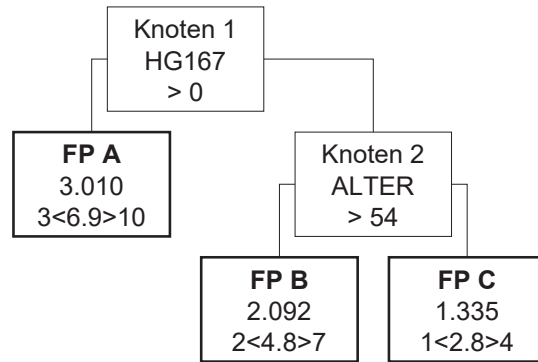 Knoten 1
HG167
> 0
FP A
3.010
3<6.9>10
Knoten 2
ALTER
> 54
FP B
2.092
2<4.8>7
FP C
1.335
1<2.8>4